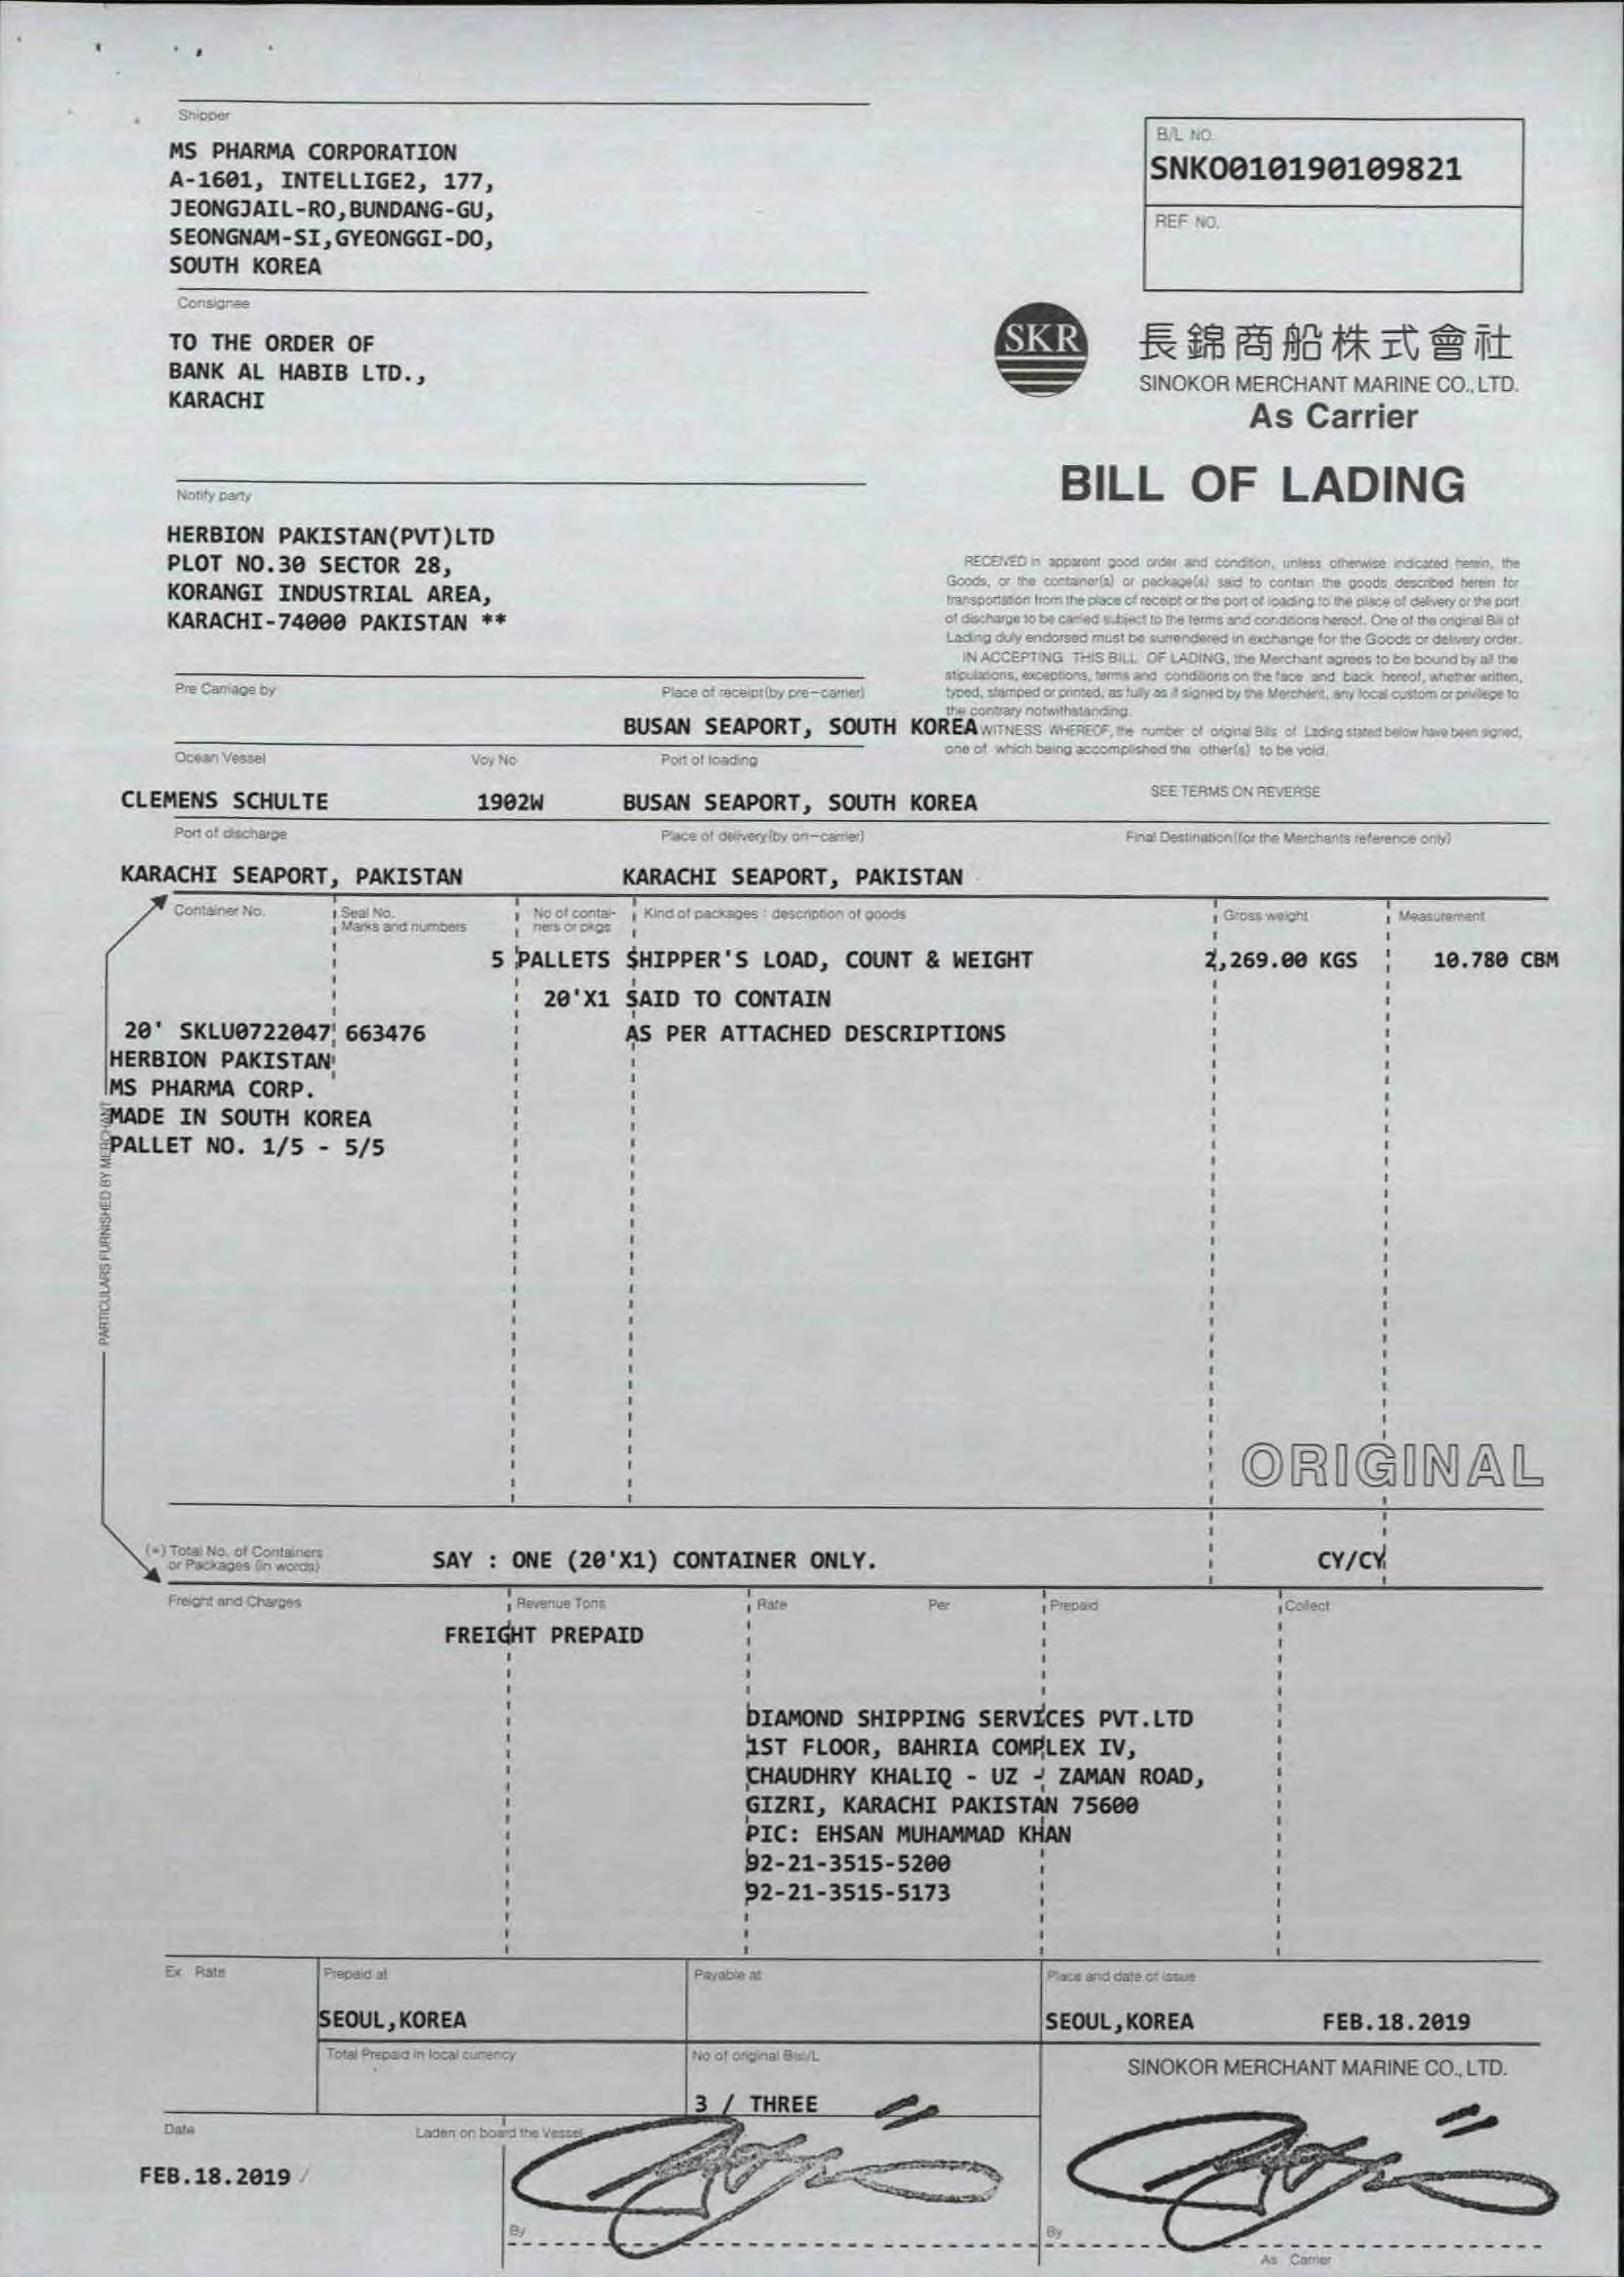 Shipper
MS PHARMA CORPORATION
A-1601, INTELLIGE2, 177,
JEONGJAIL-RO,BUNDANG-GU,
SEONGNAM-SI,GYEONGGI-DO,
SOUTH KOREA
B/L NO.
SNKO010190109821
REF NO.
Consignee
TO THE ORDER OF
BANK AL HABIB LTD.,
KARACHI
SKR
長錦商船株式會社
SINOKOR MERCHANT MARINE CO., LTD.
As Carrier
BILL OF LADING
Notify party
HERBION PAKISTAN(PVT)LTD
PLOT NO.30 SECTOR 28,
KORANGI INDUSTRIAL AREA,
KARACHI-74000 PAKISTAN **
RECEIVED in apparent good order and condition, unless otherwise indicated herein, the
Goods, or the container(s) or package(s) said to contain the goods described herein for
transportation from the place of receipt or the port of loading to the place of delivery or the port
of discharge to be carried subject to the terms and conditions hereof. One of the original Bill of
Lading duly endorsed must be surrendered in exchange for the Goods or delivery order.
IN ACCEPTING THIS BILL OF LADING, the Merchant agrees to be bound by all the
stipulations, exceptions, terms and conditions on the face and back hereof, whether written,
typed, stamped or printed, as fully as if signed by the Merchant, any local custom or privilege to
the contrary notwithstanding.
WITNESS WHEREOF, the number of original Bills of Lading stated below have been signed,
one of which being accomplished the other(s) to be void.
SEE TERMS ON REVERSE
Pre Carriage by
Place of receipt(by pre-carrier)
BUSAN SEAPORT, SOUTH KOREA
Ocean Vessel
Voy No
Port of loading
CLEMENS SCHULTE
1902W
BUSAN SEAPORT, SOUTH KOREA
Port of discharge
Place of delivery(by on-carrier)
Final Destination(for the Merchants reference only)
KARACHI SEAPORT, PAKISTAN
KARACHI SEAPORT, PAKISTAN
Container No.
Seal No.
Marks and numbers
No of contai-
ners or pkgs
Kind of packages : description of goods
Gross weight
Measurement
5 PALLETS SHIPPER'S LOAD, COUNT & WEIGHT
2,269.00 KGS
10.780 CBM
20'X1 SAID TO CONTAIN
20' SKLU0722047 663476
AS PER ATTACHED DESCRIPTIONS
HERBION PAKISTAN
MS PHARMA CORP.
MADE IN SOUTH KOREA
PALLET NO. 1/5 - 5/5
PARTICULARS FURNISHED BY MERCHANT
ORIGINAL
(*) Total No. of Containers
or Packages (in words)
SAY : ONE (20'X1) CONTAINER ONLY.
CY/CY
Freight and Charges
Revenue Tons
Rate
Per
Prepaid
Collect
FREIGHT PREPAID
DIAMOND SHIPPING SERVICES PVT.LTD
1ST FLOOR, BAHRIA COMPLEX IV,
CHAUDHRY KHALIQ - UZ - ZAMAN ROAD,
GIZRI, KARACHI PAKISTAN 75600
PIC: EHSAN MUHAMMAD KHAN
92-21-3515-5200
92-21-3515-5173
Ex Rate
Prepaid at
Payable at
Place and date of issue
SEOUL,KOREA
SEOUL,KOREA
FEB.18.2019
Total Prepaid in local currency
No of original B(s)/L
SINOKOR MERCHANT MARINE CO., LTD.
3 / THREE
Date
Laden on board the Vessel
FEB.18.2019
By
By
As Carrier